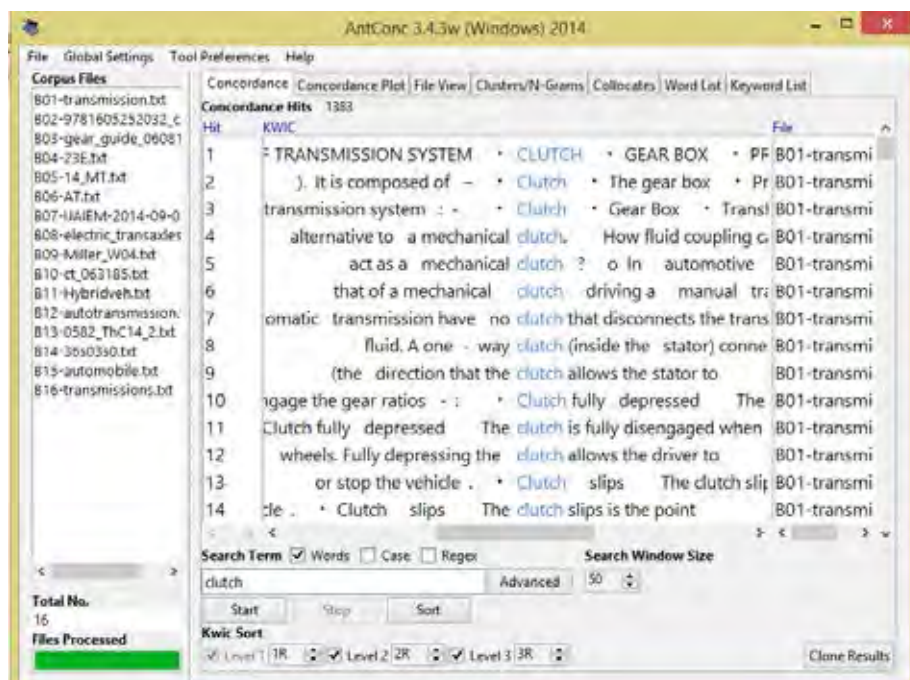 AntConc 3.4.3w (Windows) 2014
File Global Settings Tool Preferences Help
Corpus Files
B01-transmission.txt
B02-9781605252032_c
B03-gear_guide_06081
B04-23E.txt
B05-14_MT.txt
B06-AT.txt
B07-IJAIEM-2014-09-0
B08-electric_transaxles
B09-Miller_W04.txt
B10-ct_063185.txt
B11-Hybridveh.txt
B12-autotransmission.
B13-0582_ThC14_2.txt
B14-36s03s0.txt
B15-automobile.txt
B16-transmissions.txt
Total No.
16
Files Processed
Concordance Concordance Plot File View Clusters/N-Grams Collocates Word List Keyword List
Concordance Hits 1383
Hit KWIC File
1 F TRANSMISSION SYSTEM • CLUTCH • GEAR BOX • PF B01-transmi
2 ). It is composed of – • Clutch • The gear box • Pr B01-transmi
3 transmission system : - • Clutch • Gear Box • Transl B01-transmi
4 alternative to a mechanical clutch. How fluid coupling c B01-transmi
5 act as a mechanical clutch ? o In automotive B01-transmi
6 that of a mechanical clutch driving a manual tra B01-transmi
7 omatic transmission have no clutch that disconnects the trans B01-transmi
8 fluid. A one - way clutch (inside the stator) conne B01-transmi
9 (the direction that the clutch allows the stator to B01-transmi
10 ngage the gear ratios - : • Clutch fully depressed The B01-transmi
11 Clutch fully depressed The clutch is fully disengaged when B01-transmi
12 wheels. Fully depressing the clutch allows the driver to B01-transmi
13 or stop the vehicle . • Clutch slips The clutch slip B01-transmi
14 cle . • Clutch slips The clutch slips is the point B01-transmi
Search Term Words Case Regex Search Window Size
clutch Advanced 50
Start Stop Sort
Kwic Sort
Level 1 1R Level 2 2R Level 3 3R Clone Results